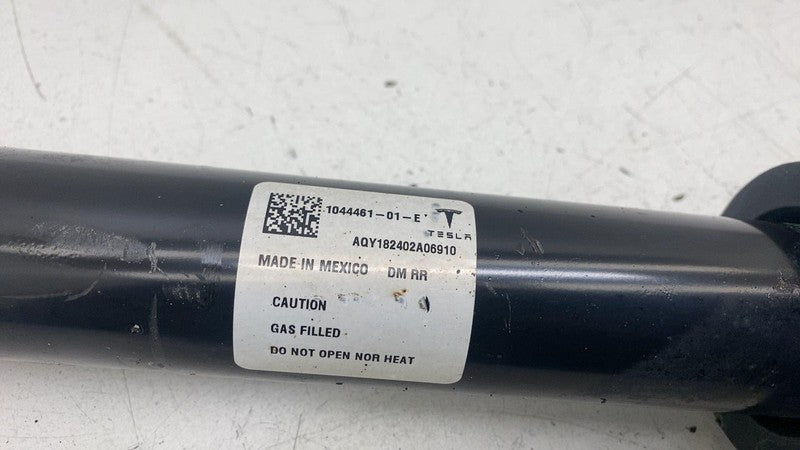 1044461-01-E
TESLA
AQY182402A06910
MADE IN MEXICO DM RR
CAUTION
GAS FILLED
DO NOT OPEN NOR HEAT